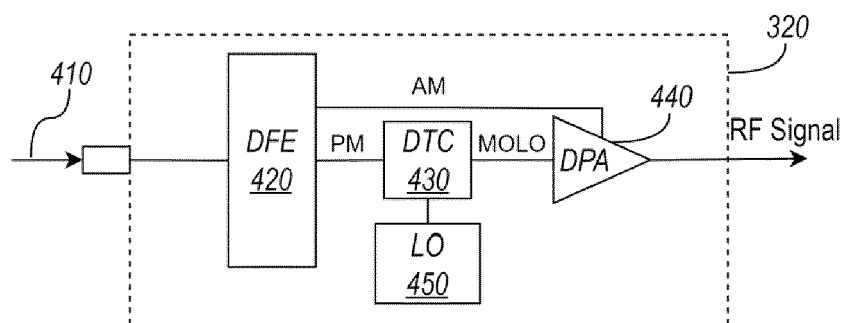 320
410
AM
440
RF Signal
DFE
420
PM
DTC
430
MOLO
DPA
LO
450